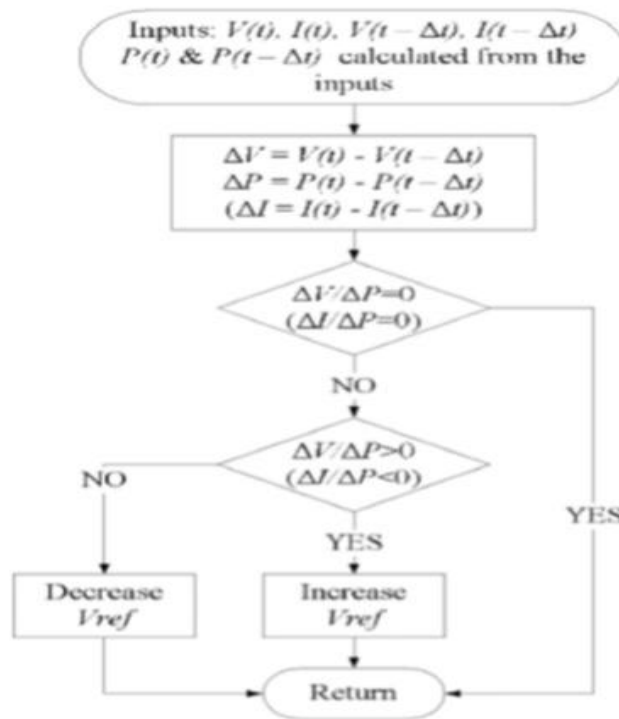 Inputs: V(t), I(t), V(t – Δt), I(t – Δt)
P(t) & P(t – Δt) calculated from the
inputs
ΔV = V(t) - V(t – Δt)
ΔP = P(t) - P(t – Δt)
(ΔI = I(t) - I(t – Δt))
ΔV/ΔP=0
(ΔI/ΔP=0)
NO
ΔV/ΔP>0
(ΔI/ΔP<0)
NO
YES
YES
Decrease
Vref
Increase
Vref
Return